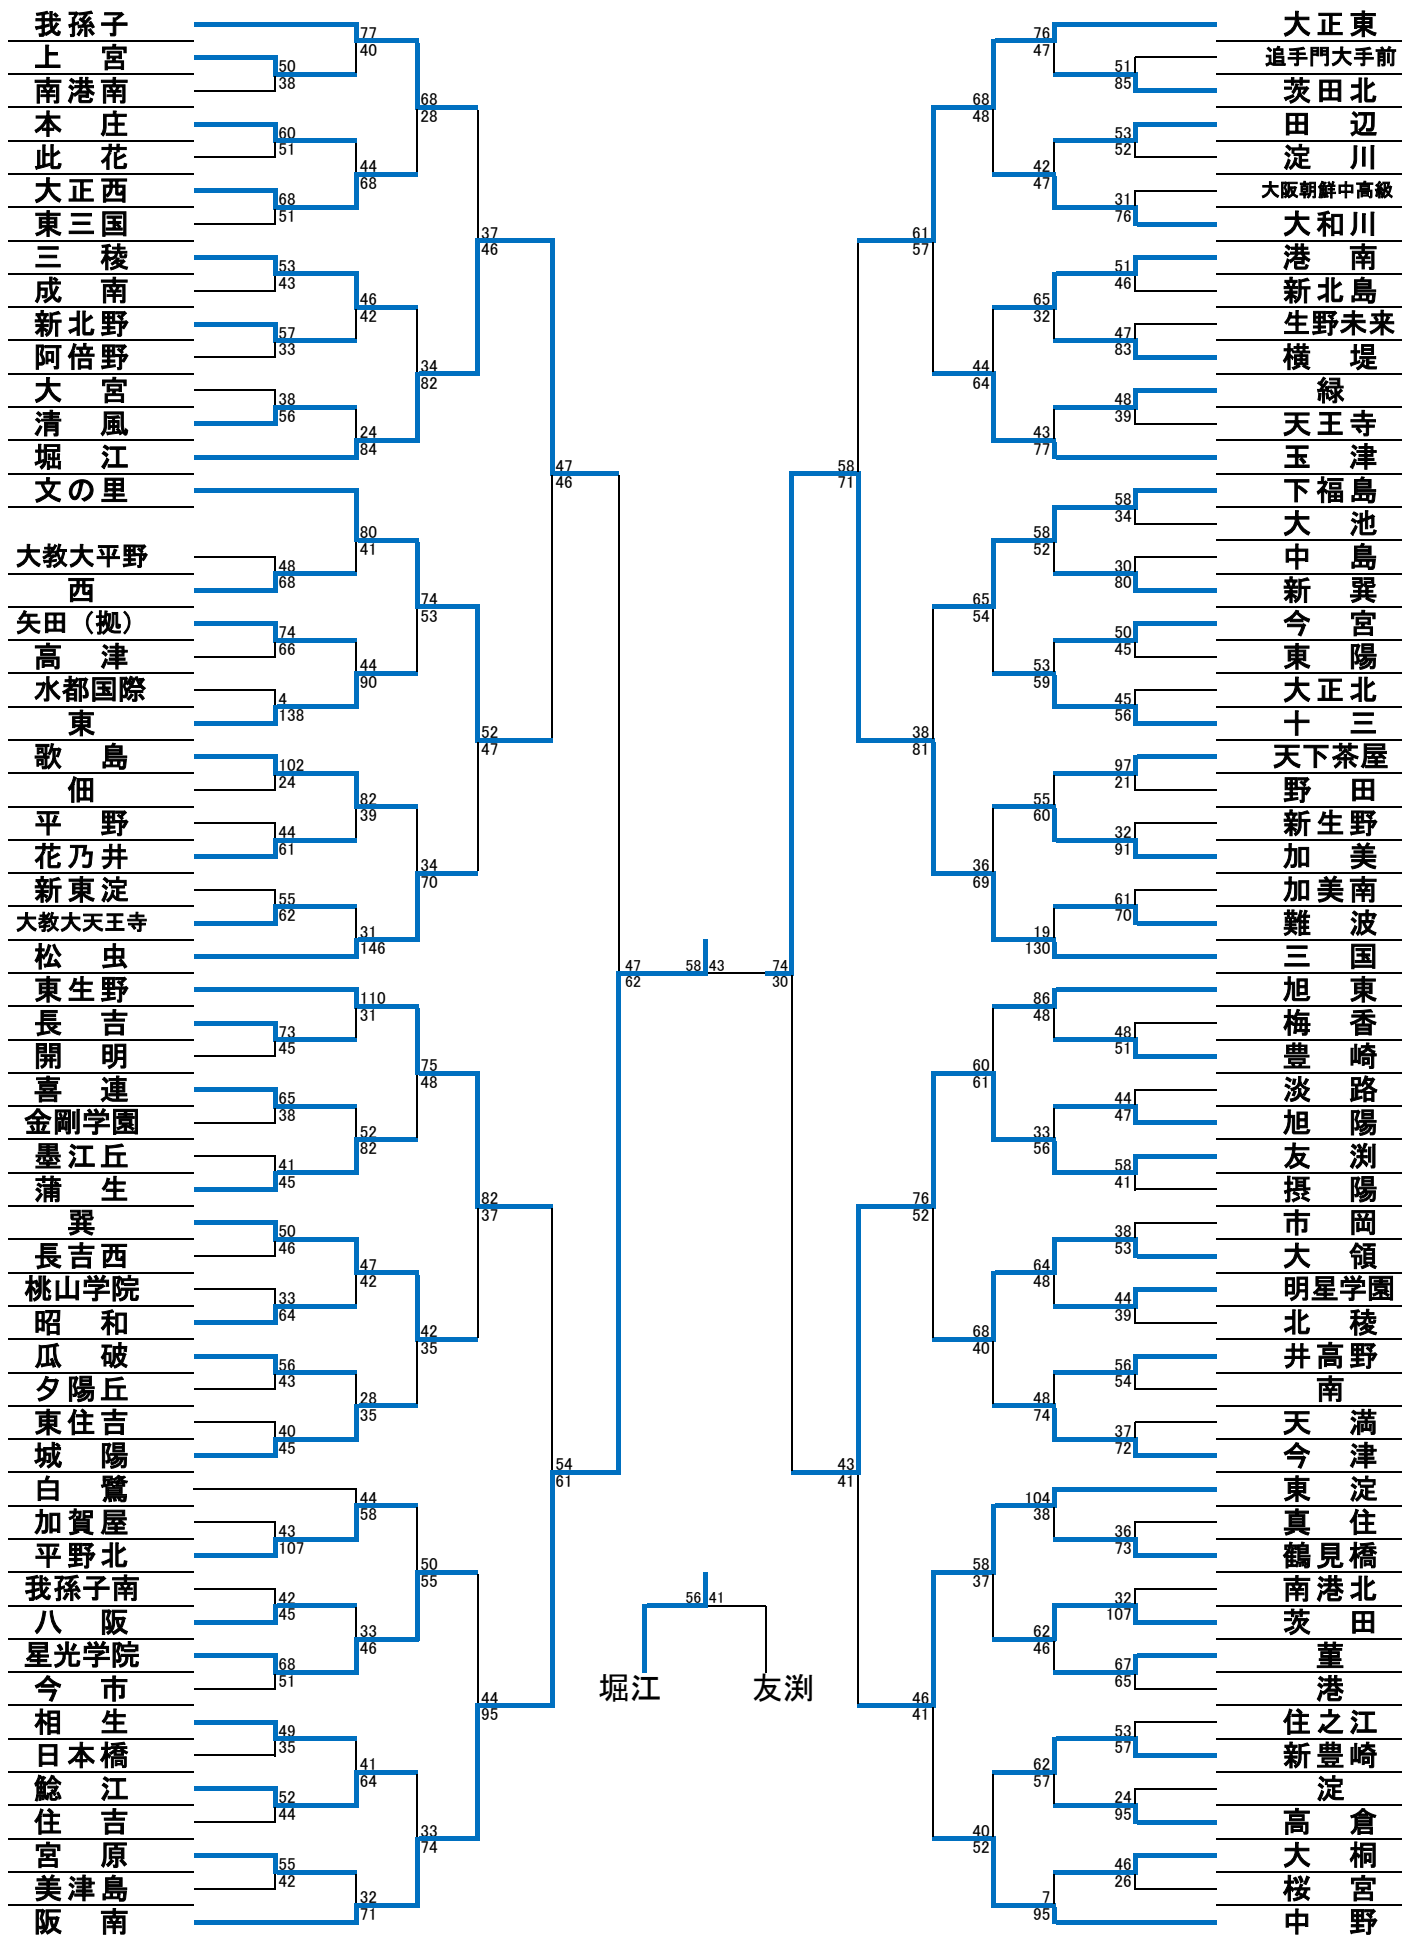 我孫子
上宮
南港南
本庄
此花
大正西
東三国
三稜
成南
新北野
阿倍野
大宮
清風
堀江
文の里
大教大平野
西
矢田（拠）
高津
水都国際
東
歌島
佃
平野
花乃井
新東淀
大教大天王寺
松虫
東生野
長吉
開明
喜連
金剛学園
墨江丘
蒲生
巽
長吉西
桃山学院
昭和
瓜破
夕陽丘
東住吉
城陽
白鷺
加賀屋
平野北
我孫子南
八阪
星光学院
今市
相生
日本橋
鯰江
住吉
宮原
美津島
阪南
50
38
60
51
68
51
53
43
57
33
38
56
48
68
74
66
4
138
102
24
44
61
55
62
73
45
65
38
41
45
50
46
33
64
56
43
40
45
43
107
42
45
68
51
49
35
52
44
55
42
77
40
44
68
46
42
24
84
80
41
44
90
82
39
31
146
110
31
52
82
47
42
28
35
44
58
33
46
41
64
32
71
68
28
34
82
74
53
34
70
75
48
42
35
50
55
33
74
37
46
52
47
82
37
44
95
47
46
54
61
47
62
58 43
74
30
56 41
堀江
友渕
58
71
43
41
61
57
38
81
76
52
46
41
68
48
44
64
65
54
36
69
60
61
68
40
58
37
40
52
76
47
42
47
65
32
43
77
58
52
53
59
55
60
19
130
86
48
33
56
64
48
48
74
104
38
62
46
62
57
7
95
51
85
53
52
31
76
51
46
47
83
48
39
58
34
30
80
50
45
45
56
97
21
32
91
61
70
48
51
44
47
58
41
38
53
44
39
56
54
37
72
36
73
32
107
67
65
53
57
24
95
46
26
大正東
追手門大手前
茨田北
田辺
淀川
大阪朝鮮中高級
大和川
港南
新北島
生野未来
横堤
緑
天王寺
玉津
下福島
大池
中島
新巽
今宮
東陽
大正北
十三
天下茶屋
野田
新生野
加美
加美南
難波
三国
旭東
梅香
豊崎
淡路
旭陽
友渕
摂陽
市岡
大領
明星学園
北稜
井高野
南
天満
今津
東淀
真住
鶴見橋
南港北
茨田
菫
港
住之江
新豊崎
淀
高倉
大桐
桜宮
中野